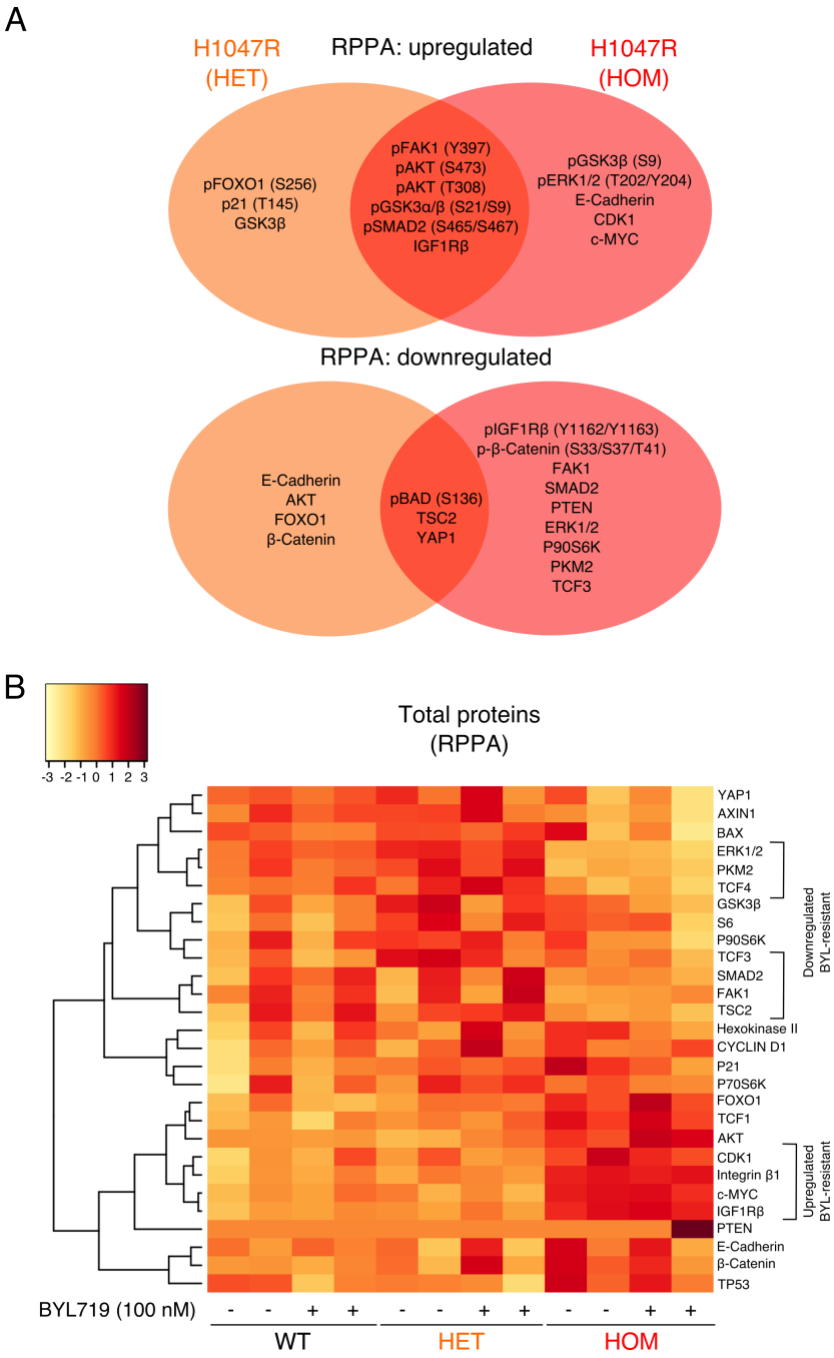 A
H1047R
(HET)
RPPA: upregulated
H1047R
(HOM)
pFOXO1 (S256)
p21 (T145)
GSK3β
pFAK1 (Y397)
pAKT (S473)
pAKT (T308)
pGSK3α/β (S21/S9)
pSMAD2 (S465/S467)
IGF1Rβ
pGSK3β (S9)
pERK1/2 (T202/Y204)
E-Cadherin
CDK1
c-MYC
RPPA: downregulated
E-Cadherin
AKT
FOXO1
β-Catenin
pBAD (S136)
TSC2
YAP1
pIGF1Rβ (Y1162/Y1163)
p-β-Catenin (S33/S37/T41)
FAK1
SMAD2
PTEN
ERK1/2
P90S6K
PKM2
TCF3
B
-3 -2 -1 0 1 2 3
Total proteins
(RPPA)
YAP1
AXIN1
BAX
ERK1/2
PKM2
TCF4
GSK3β
S6
P90S6K
TCF3
SMAD2
FAK1
TSC2
Hexokinase II
CYCLIN D1
P21
P70S6K
FOXO1
TCF1
AKT
CDK1
Integrin β1
c-MYC
IGF1Rβ
PTEN
E-Cadherin
β-Catenin
TP53
Downregulated
BYL-resistant
Upregulated
BYL-resistant
BYL719 (100 nM) - - + + - - + + - - + +
WT HET HOM